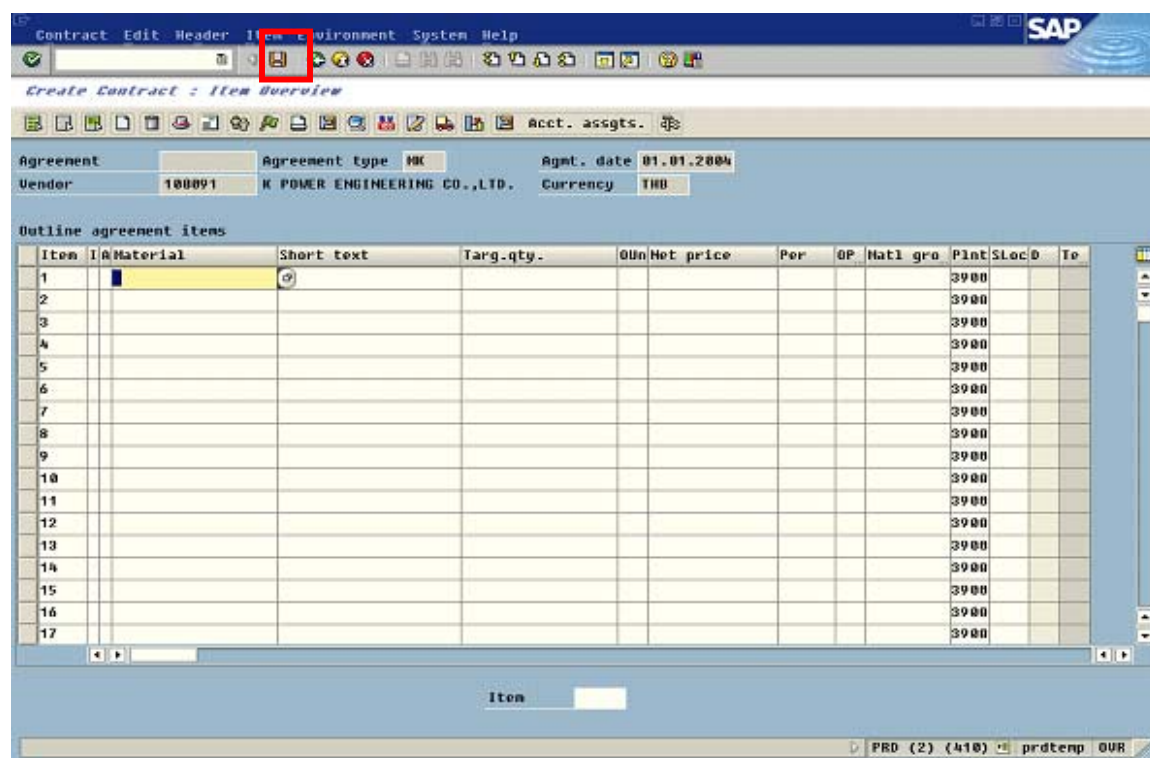 Contract Edit Header Item Environment System Help
SAP
Create Contract : Item Overview
Acct. assgts.
Agreement Agreement type MK Agmt. date 01.01.2004
Vendor 100091 K POWER ENGINEERING CO.,LTD. Currency THB
Outline agreement items
Item I A Material Short text Targ.qty. OUn Net price Per OP Matl gro Plnt SLoc D Te
1 3900
2 3900
3 3900
4 3900
5 3900
6 3900
7 3900
8 3900
9 3900
10 3900
11 3900
12 3900
13 3900
14 3900
15 3900
16 3900
17 3900
Item
PRD (2) (410) prdtemp OVR